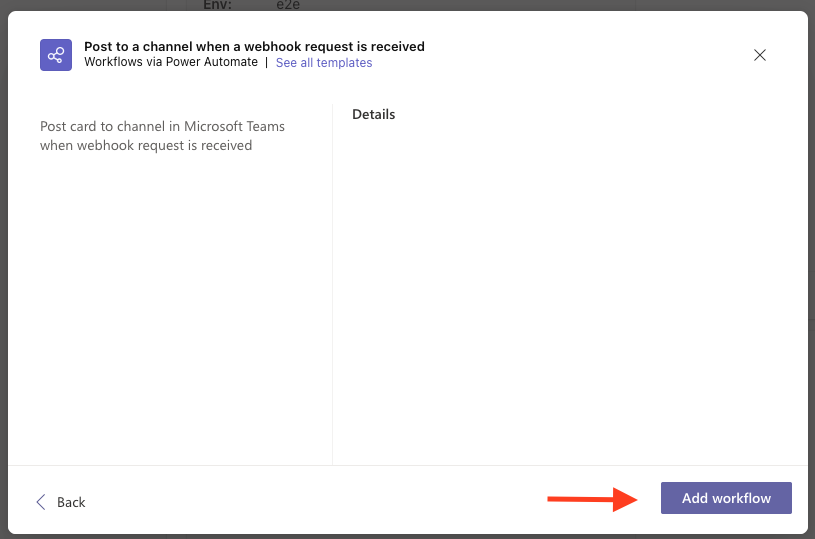 Env: e2e
Post to a channel when a webhook request is received
Workflows via Power Automate | See all templates
Details
Post card to channel in Microsoft Teams
when webhook request is received
Back
Add workflow